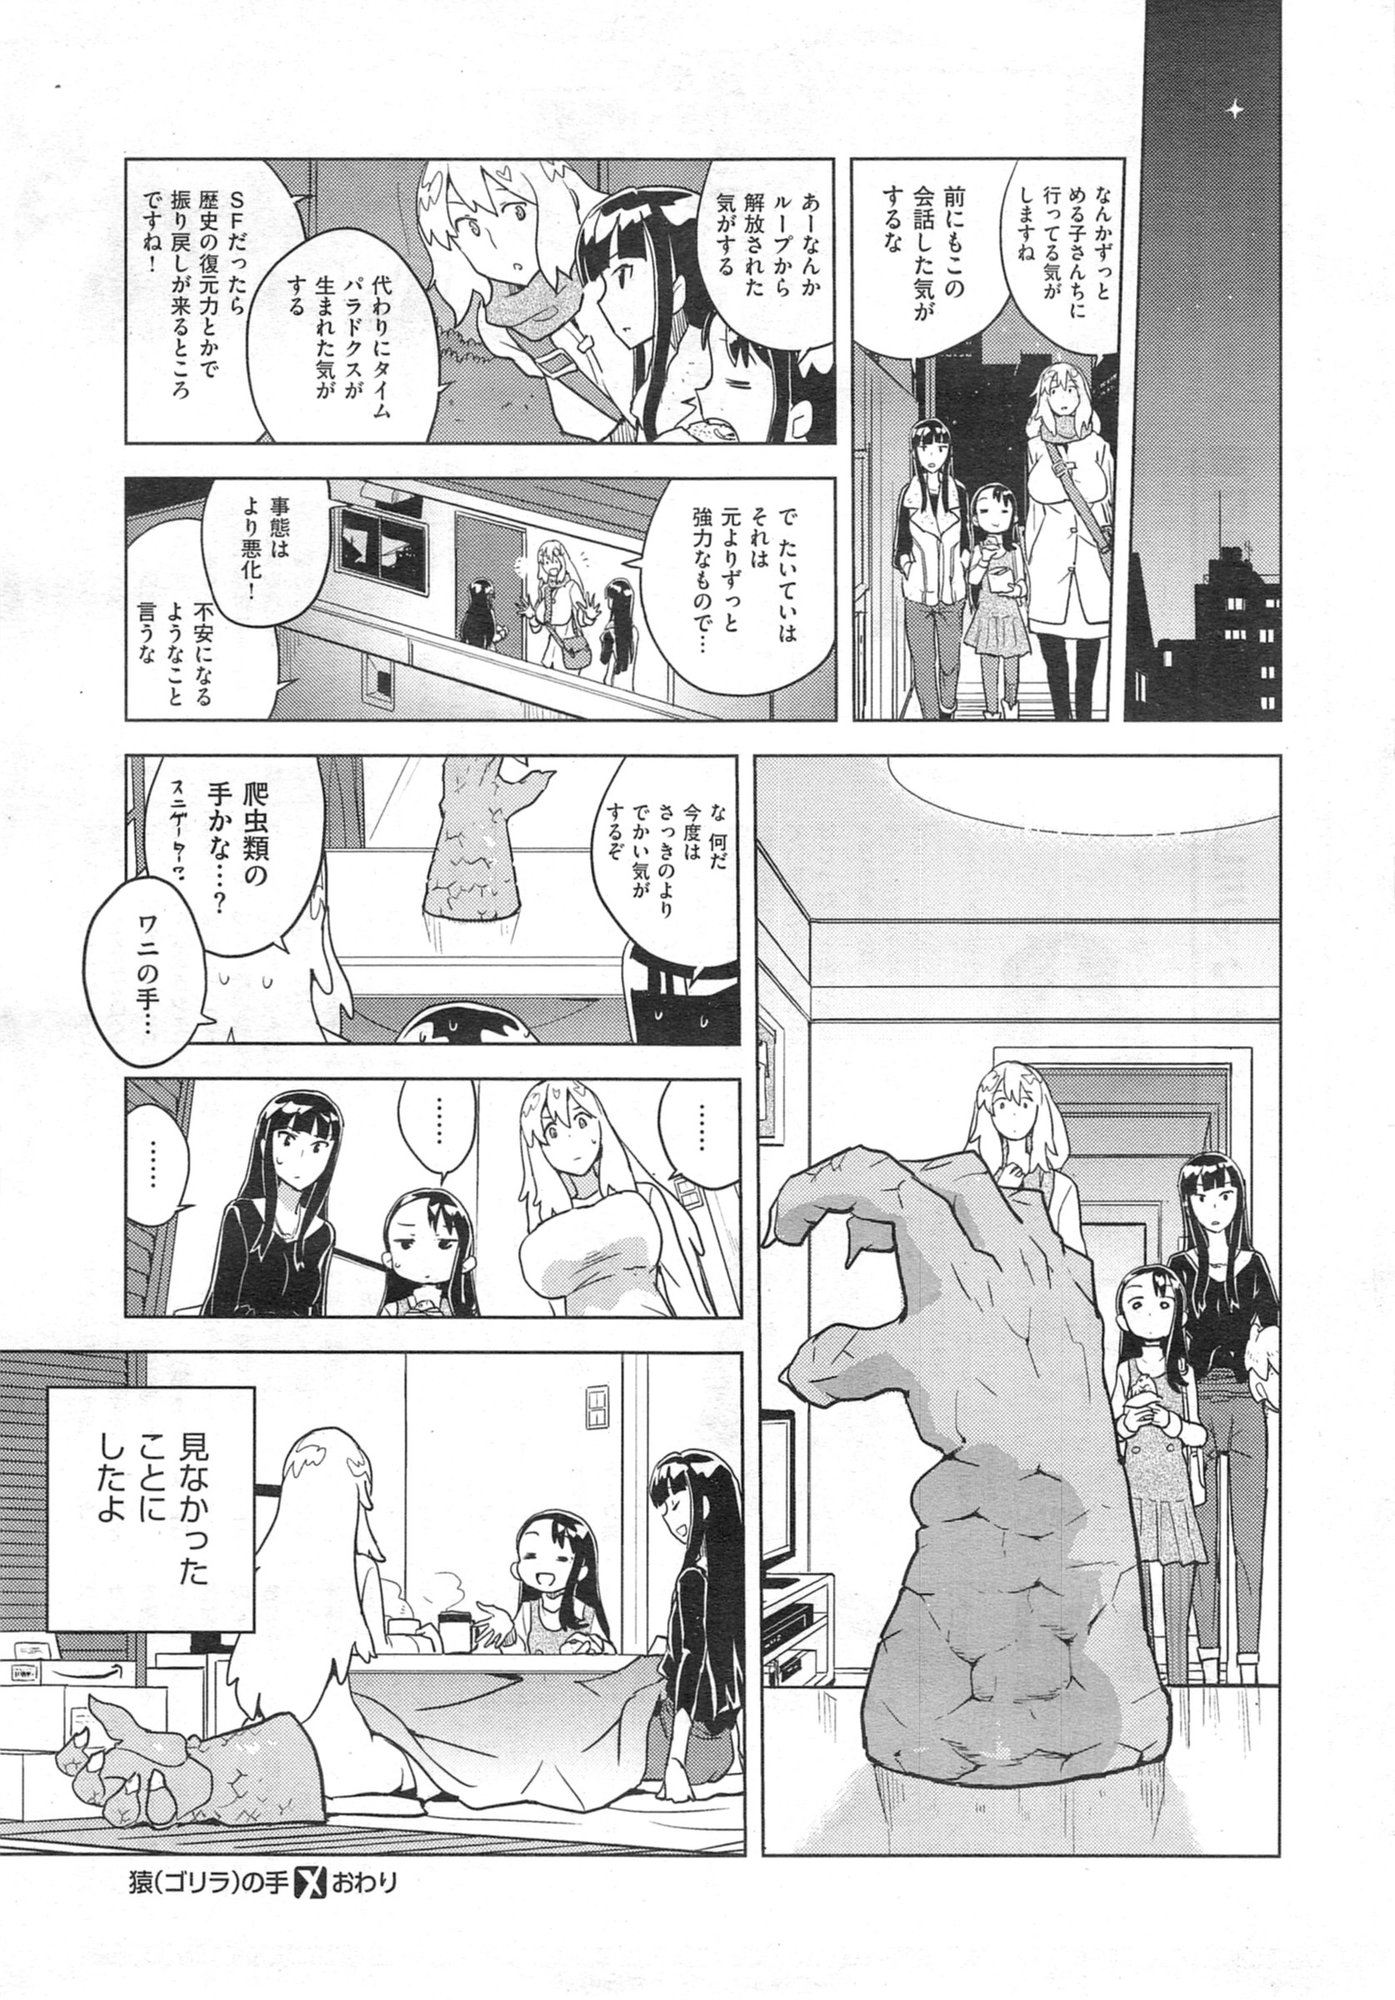 なんかずっと
める子さんちに
行ってる気が
しますね
前にもこの
会話した気が
するな
あーなんか
ループから
解放された
気がする
代わりにタイム
パラドクスが
生まれた気が
する
SFだったら
歴史の復元力とかで
振り戻しが来るところ
ですね！
で たいていは
それは
元よりずっと
強力なもので…
事態は
より悪化！
不安になる
ようなこと
言うな
な 何だ
今度は
さっきのより
でかい気が
するぞ
爬虫類の
手かな…？
スニゲーター？
ワニの手…
……
……
……
見なかった
ことに
したよ
猿（ゴリラ）の手 X おわり